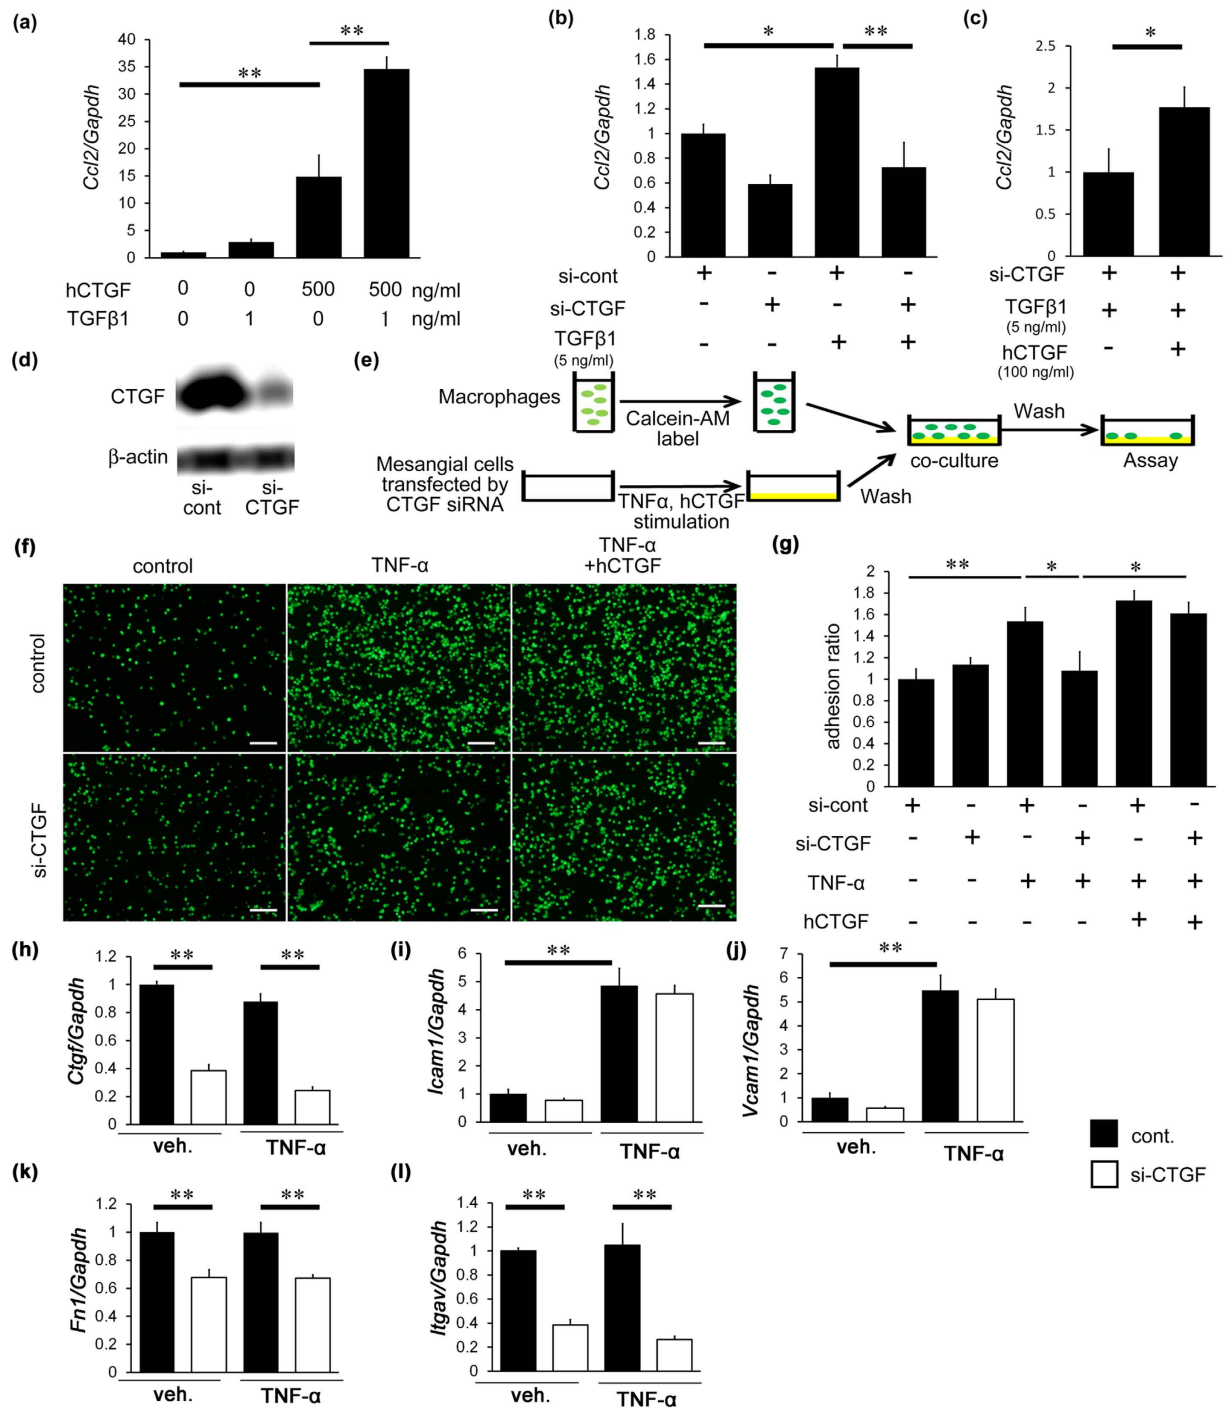 (a)
**
**
40
35
30
25
20
15
10
5
0
Ccl2/Gapdh
hCTGF 0 0 500 500 ng/ml
TGFβ1 0 1 0 1 ng/ml
(b)
* **
1.8
1.6
1.4
1.2
1
0.8
0.6
0.4
0.2
0
Ccl2/Gapdh
si-cont + - + -
si-CTGF - + - +
TGFβ1 - - + +
(5 ng/ml)
(c)
*
2.5
2
1.5
1
0.5
0
Ccl2/Gapdh
si-CTGF + +
TGFβ1 + +
(5 ng/ml)
hCTGF - +
(100 ng/ml)
(d)
CTGF
β-actin
si-
cont
si-
CTGF
(e)
Macrophages
Calcein-AM
label
Mesangial cells
transfected by
CTGF siRNA
TNFα, hCTGF
stimulation
Wash
co-culture
Wash
Assay
(f)
control
TNF-α
TNF-α
+hCTGF
control
si-CTGF
(g)
** * *
2
1.8
1.6
1.4
1.2
1
0.8
0.6
0.4
0.2
0
adhesion ratio
si-cont + - + - + -
si-CTGF - + - + - +
TNF-α - - + + + +
hCTGF - - - - + +
(h)
** **
1.2
1
0.8
0.6
0.4
0.2
0
Ctgf/Gapdh
veh. TNF-α
(i)
**
6
5
4
3
2
1
0
Icam1/Gapdh
veh. TNF-α
(j)
**
7
6
5
4
3
2
1
0
Vcam1/Gapdh
veh. TNF-α
cont.
si-CTGF
(k)
** **
1.2
1
0.8
0.6
0.4
0.2
0
Fn1/Gapdh
veh. TNF-α
(l)
** **
1.4
1.2
1
0.8
0.6
0.4
0.2
0
Itgav/Gapdh
veh. TNF-α